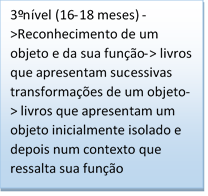 3ºnível (16-18 meses) -
>Reconhecimento de um
objeto e da sua função-> livros
que apresentam sucessivas
transformações de um objeto-
> livros que apresentam um
objeto inicialmente isolado e
depois num contexto que
ressalta sua função